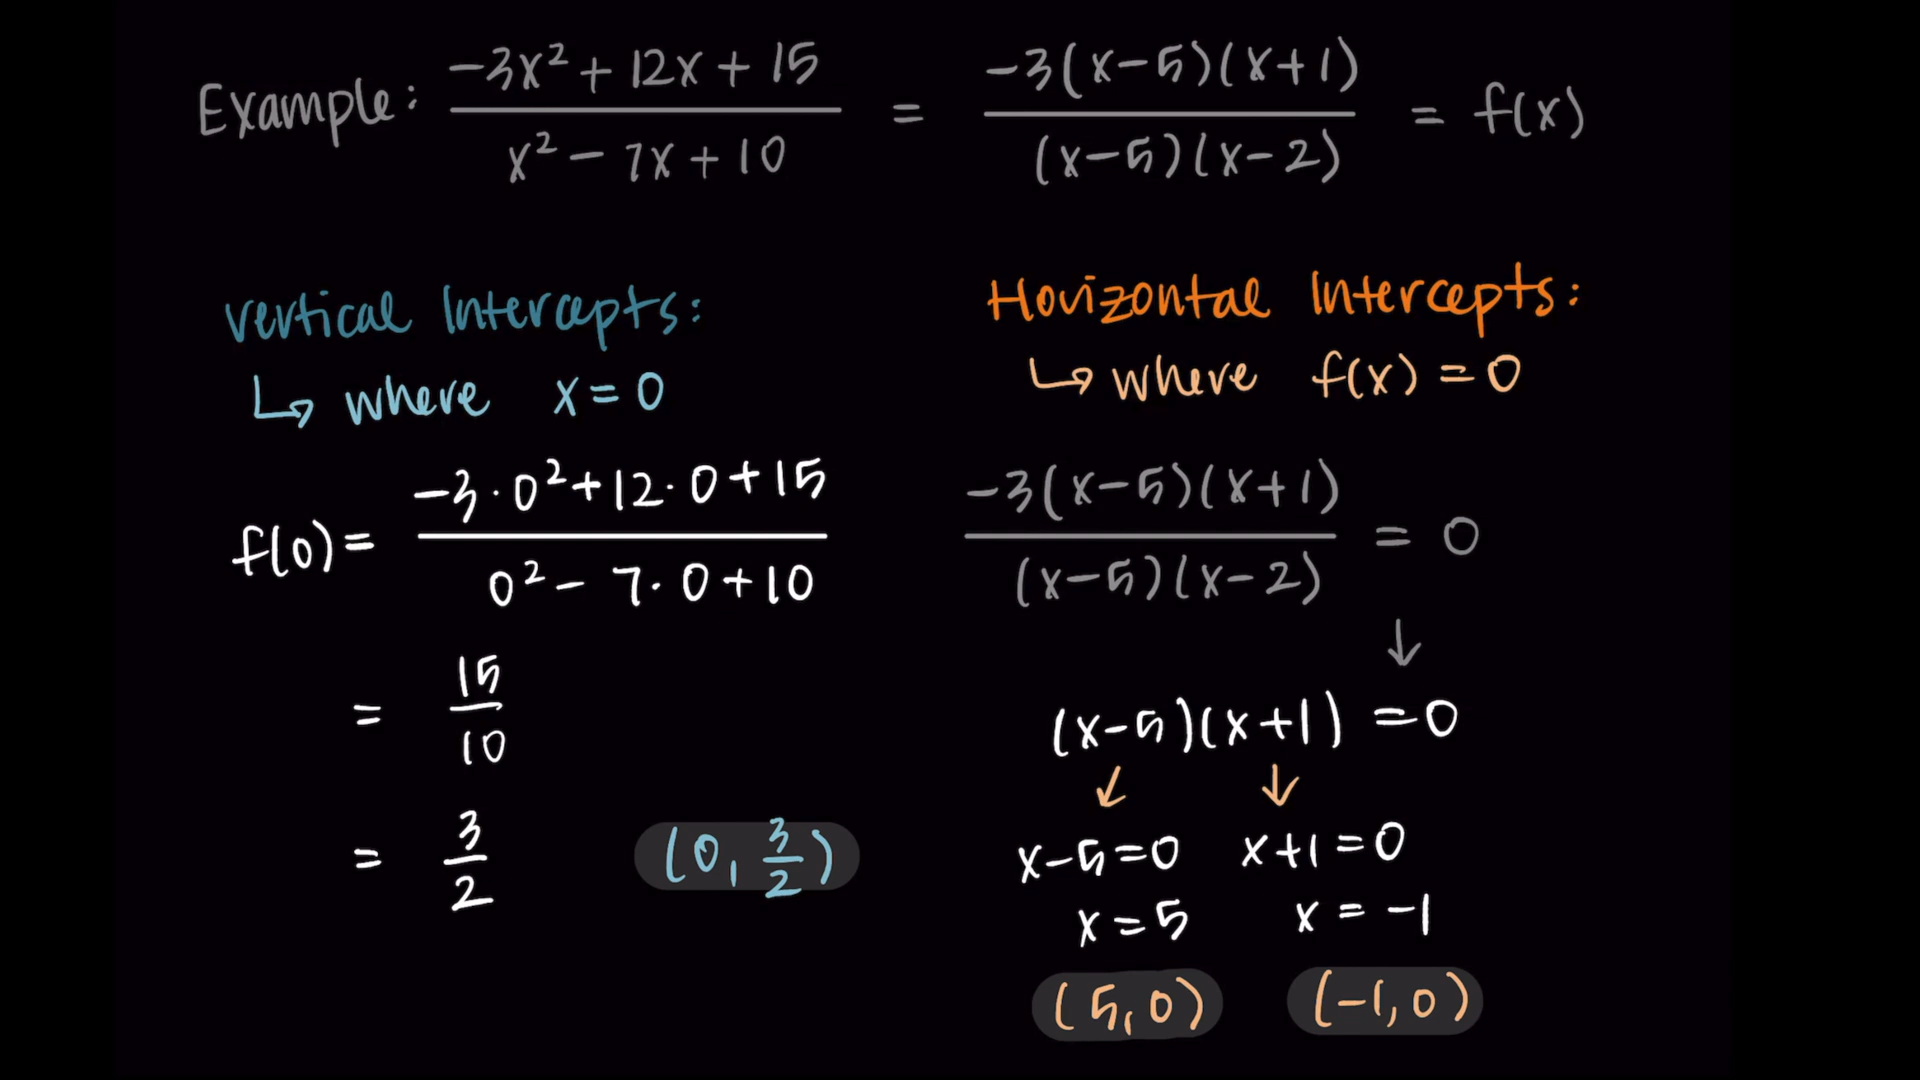 Example: (-3x² + 12x + 15)/(x² - 7x + 10) = (-3(x-5)(x+1))/((x-5)(x-2)) = f(x)
Vertical Intercepts:
↳ where x = 0
f(0) = (-3·0² + 12·0 + 15)/(0² - 7·0 + 10)
= 15/10
= 3/2
(0, 3/2)
Horizontal Intercepts:
↳ where f(x) = 0
(-3(x-5)(x+1))/((x-5)(x-2)) = 0
↓
(x-5)(x+1) = 0
↙ ↓
x-5=0 x+1=0
x=5 x = -1
(5,0) (-1,0)